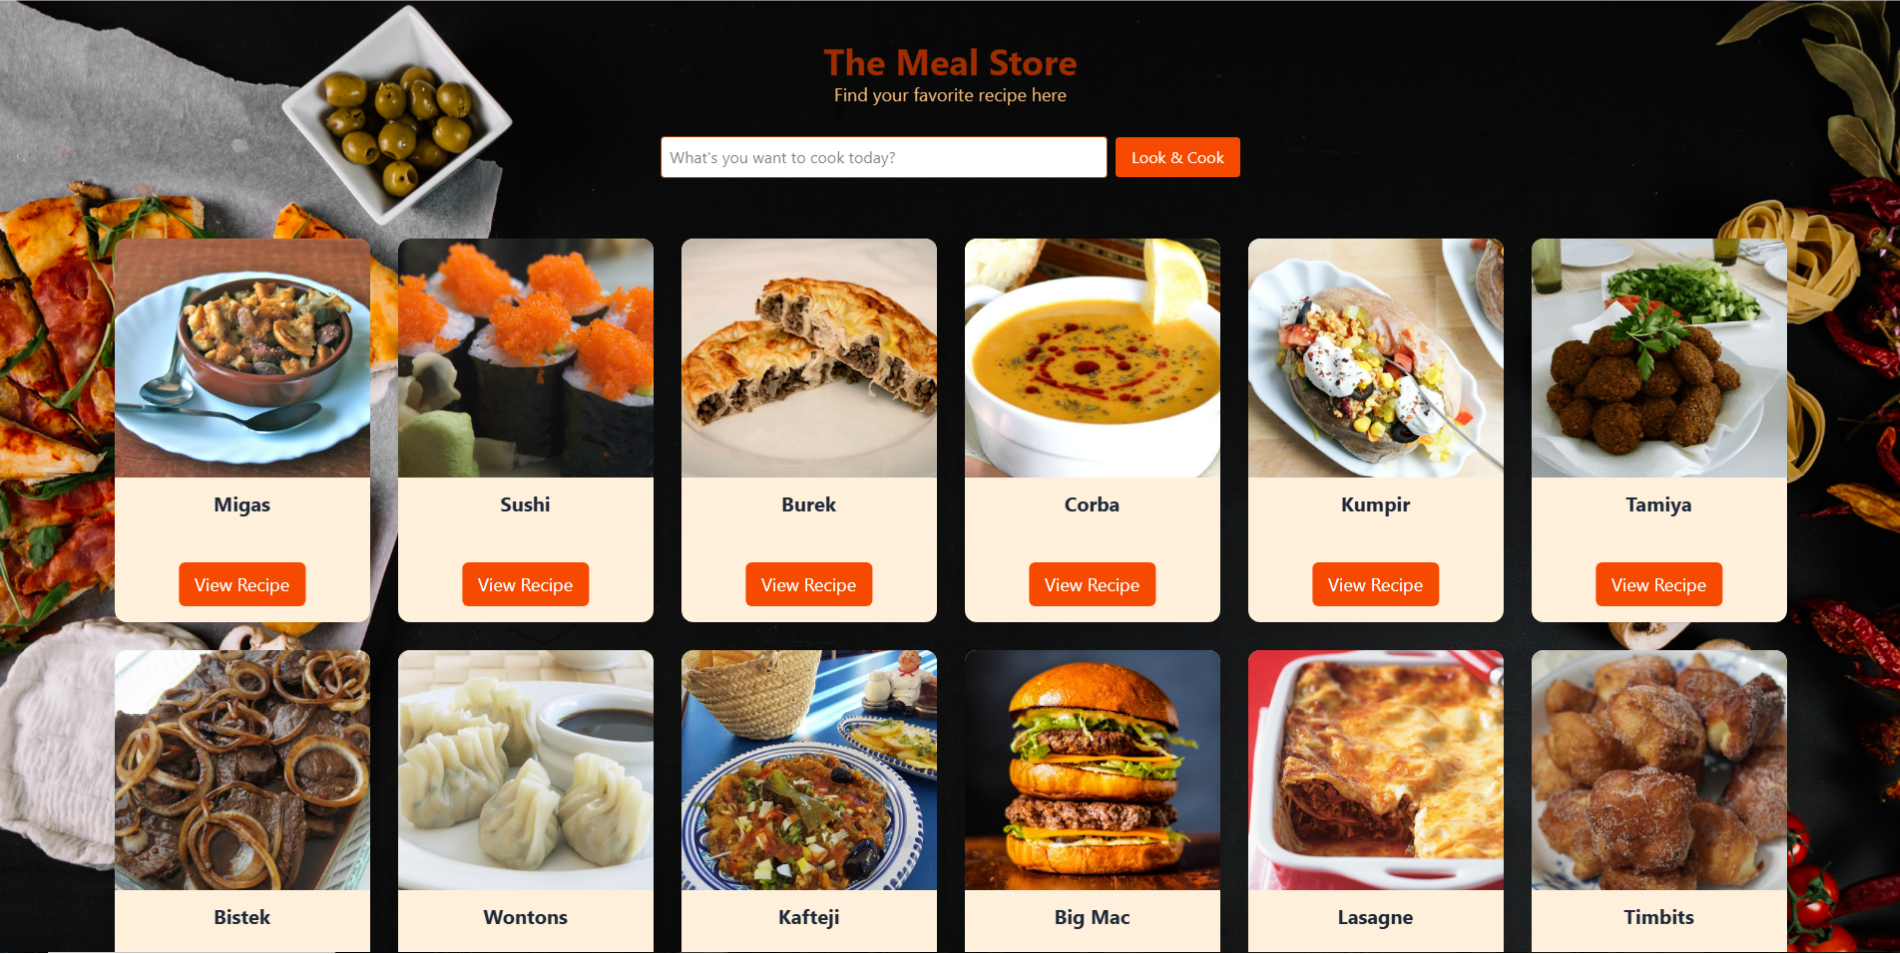 The Meal Store
Find your favorite recipe here
What's you want to cook today?
Look & Cook
Migas
Sushi
Burek
Corba
Kumpir
Tamiya
View Recipe
View Recipe
View Recipe
View Recipe
View Recipe
View Recipe
Bistek
Wontons
Kafteji
Big Mac
Lasagne
Timbits